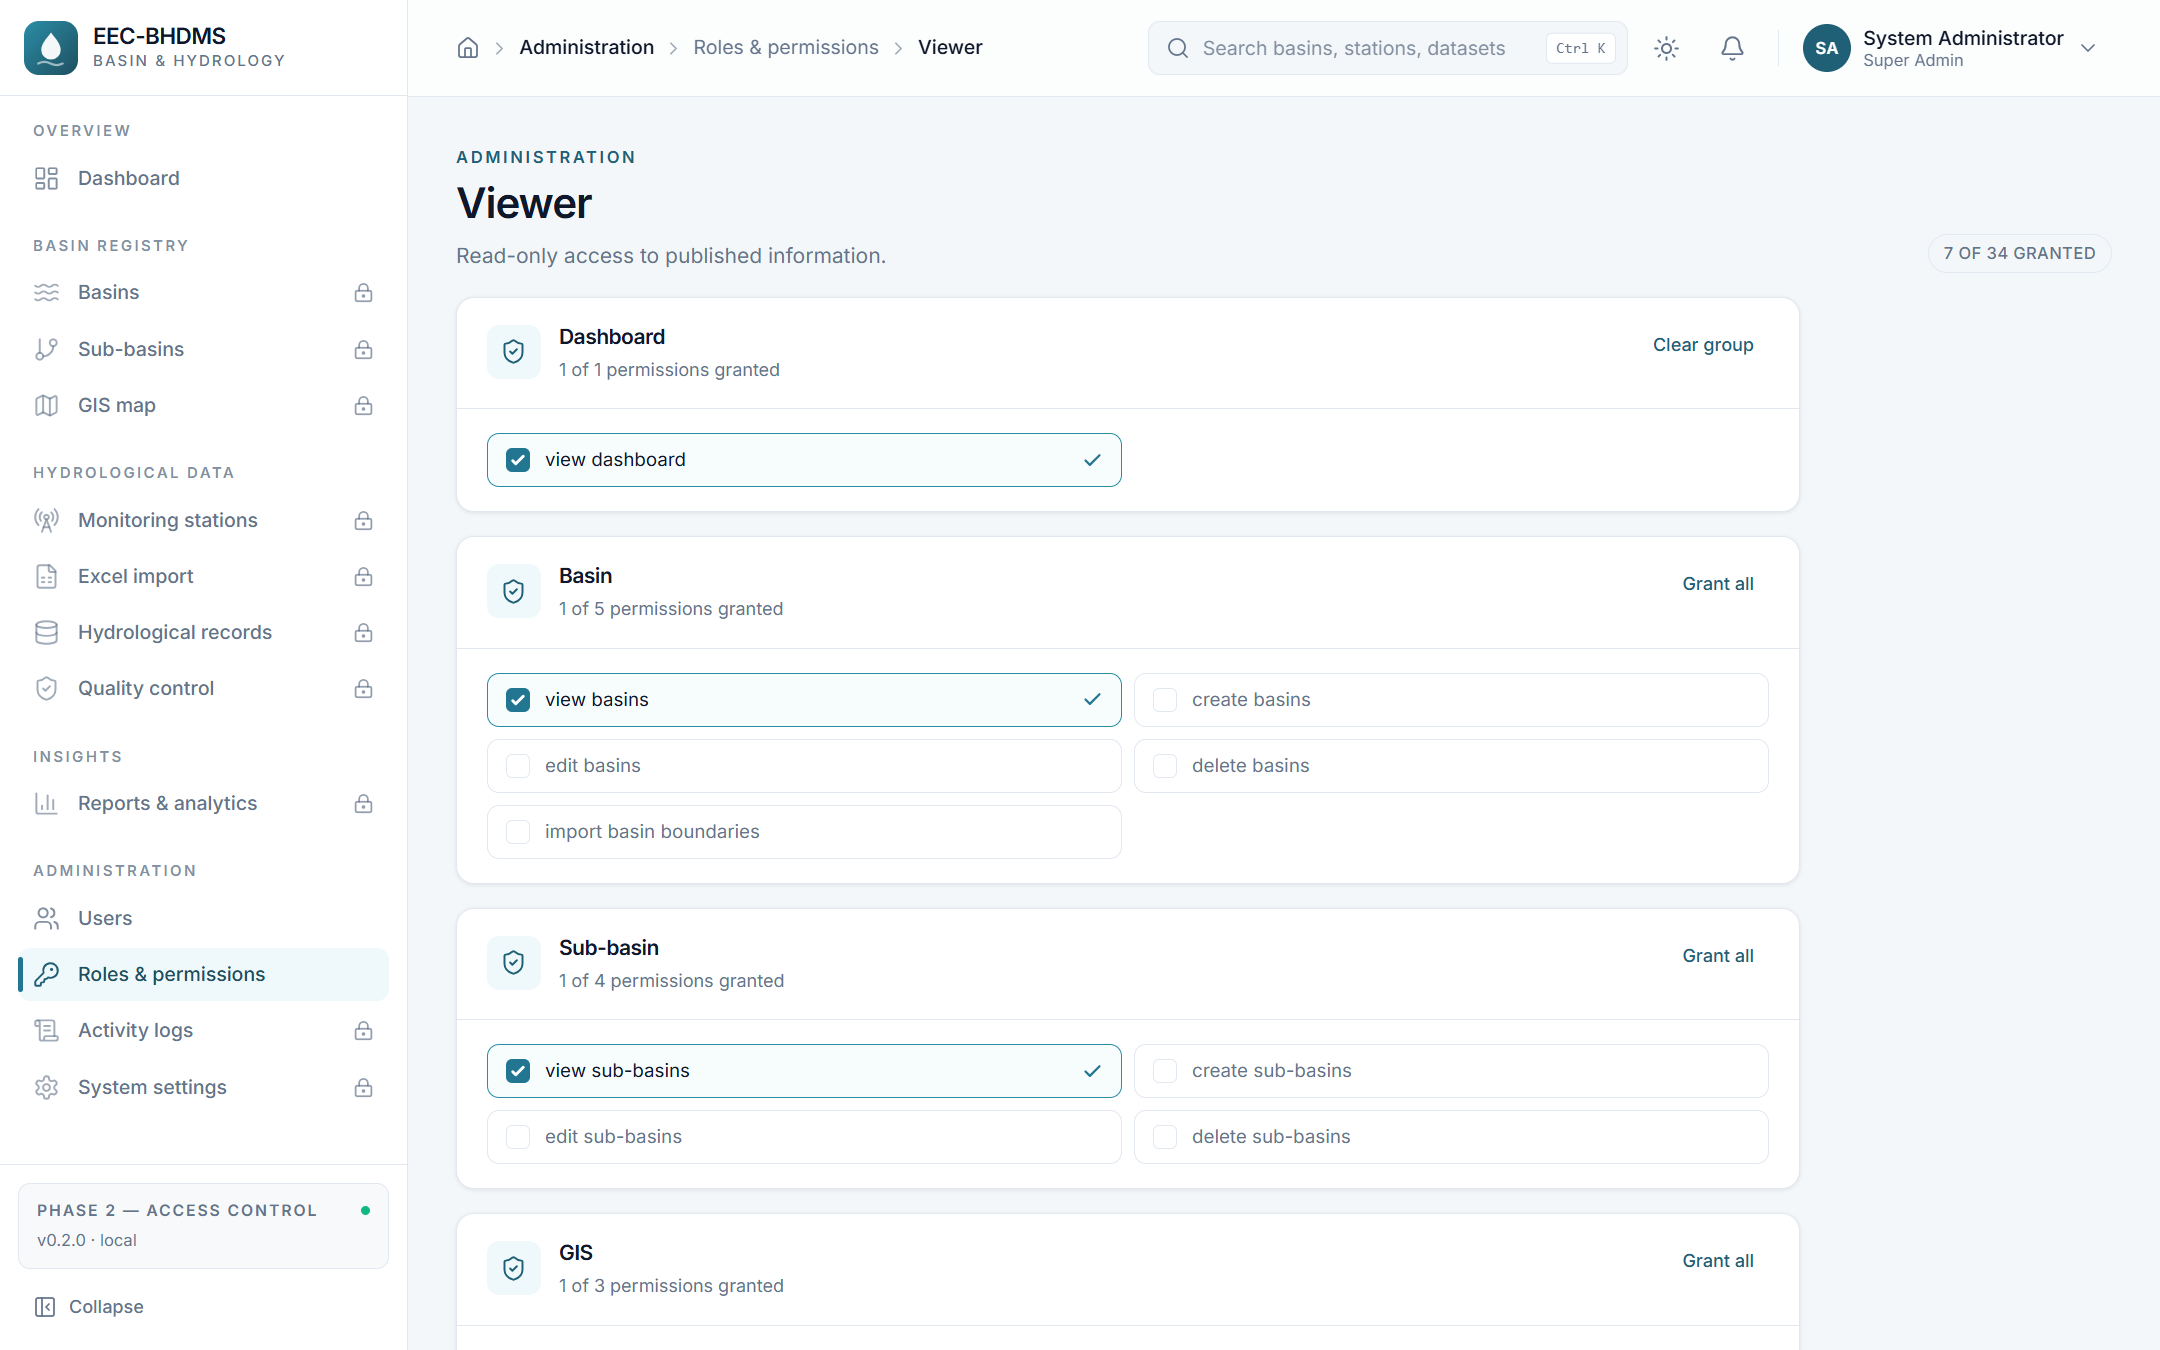 EEC-BHDMS
BASIN & HYDROLOGY
OVERVIEW
Dashboard
BASIN REGISTRY
Basins
Sub-basins
GIS map
HYDROLOGICAL DATA
Monitoring stations
Excel import
Hydrological records
Quality control
INSIGHTS
Reports & analytics
ADMINISTRATION
Users
Roles & permissions
Activity logs
System settings
PHASE 2 — ACCESS CONTROL
v0.2.0 · local
Collapse
Administration
Roles & permissions
Viewer
Search basins, stations, datasets
Ctrl K
SA
System Administrator
Super Admin
ADMINISTRATION
Viewer
Read-only access to published information.
7 OF 34 GRANTED
Dashboard
1 of 1 permissions granted
Clear group
view dashboard
Basin
1 of 5 permissions granted
Grant all
view basins
create basins
edit basins
delete basins
import basin boundaries
Sub-basin
1 of 4 permissions granted
Grant all
view sub-basins
create sub-basins
edit sub-basins
delete sub-basins
GIS
1 of 3 permissions granted
Grant all